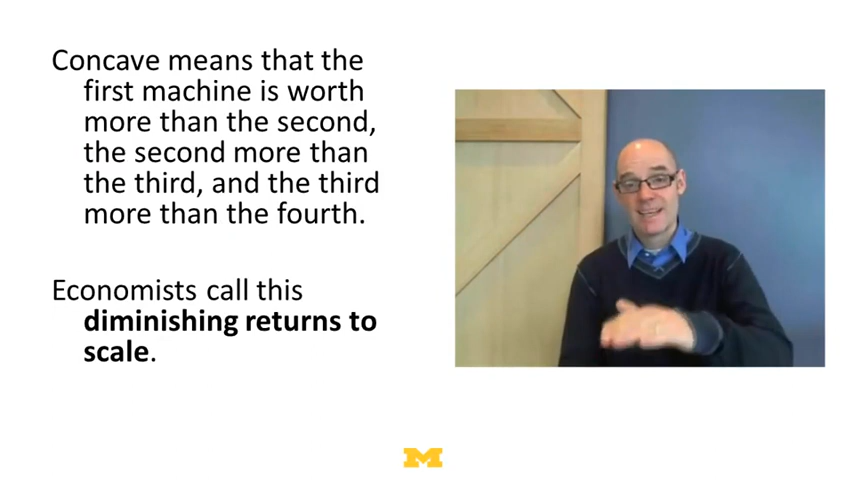 Concave means that the
first machine is worth
more than the second,
the second more than
the third, and the third
more than the fourth.
Economists call this
diminishing returns to
scale.
M